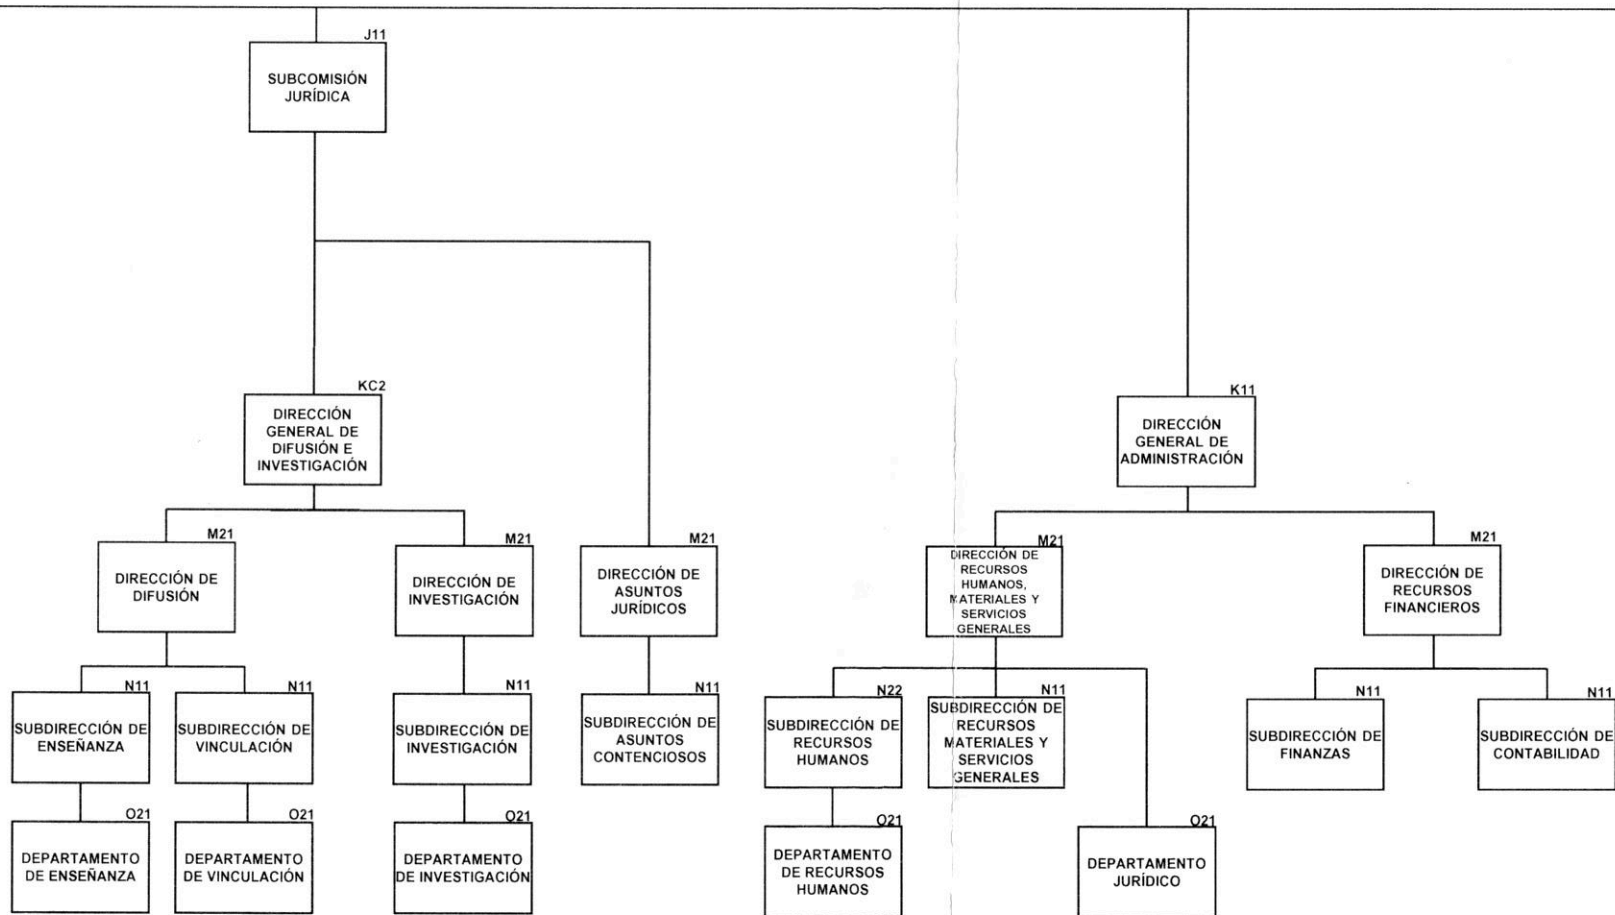 J11
SUBCOMISIÓN
JURÍDICA
KC2
DIRECCIÓN
GENERAL DE
DIFUSIÓN E
INVESTIGACIÓN
K11
DIRECCIÓN
GENERAL DE
ADMINISTRACIÓN
M21
DIRECCIÓN DE
DIFUSIÓN
M21
DIRECCIÓN DE
INVESTIGACIÓN
M21
DIRECCIÓN DE
ASUNTOS
JURÍDICOS
M21
DIRECCIÓN DE
RECURSOS
HUMANOS,
MATERIALES Y
SERVICIOS
GENERALES
M21
DIRECCIÓN DE
RECURSOS
FINANCIEROS
N11
SUBDIRECCIÓN DE
ENSEÑANZA
N11
SUBDIRECCIÓN DE
VINCULACIÓN
N11
SUBDIRECCIÓN DE
INVESTIGACIÓN
N11
SUBDIRECCIÓN DE
ASUNTOS
CONTENCIOSOS
N22
SUBDIRECCIÓN DE
RECURSOS
HUMANOS
N11
SUBDIRECCIÓN DE
RECURSOS
MATERIALES Y
SERVICIOS
GENERALES
N11
SUBDIRECCIÓN DE
FINANZAS
N11
SUBDIRECCIÓN DE
CONTABILIDAD
O21
DEPARTAMENTO
DE ENSEÑANZA
O21
DEPARTAMENTO
DE VINCULACIÓN
O21
DEPARTAMENTO
DE INVESTIGACIÓN
O21
DEPARTAMENTO
DE RECURSOS
HUMANOS
O21
DEPARTAMENTO
JURÍDICO